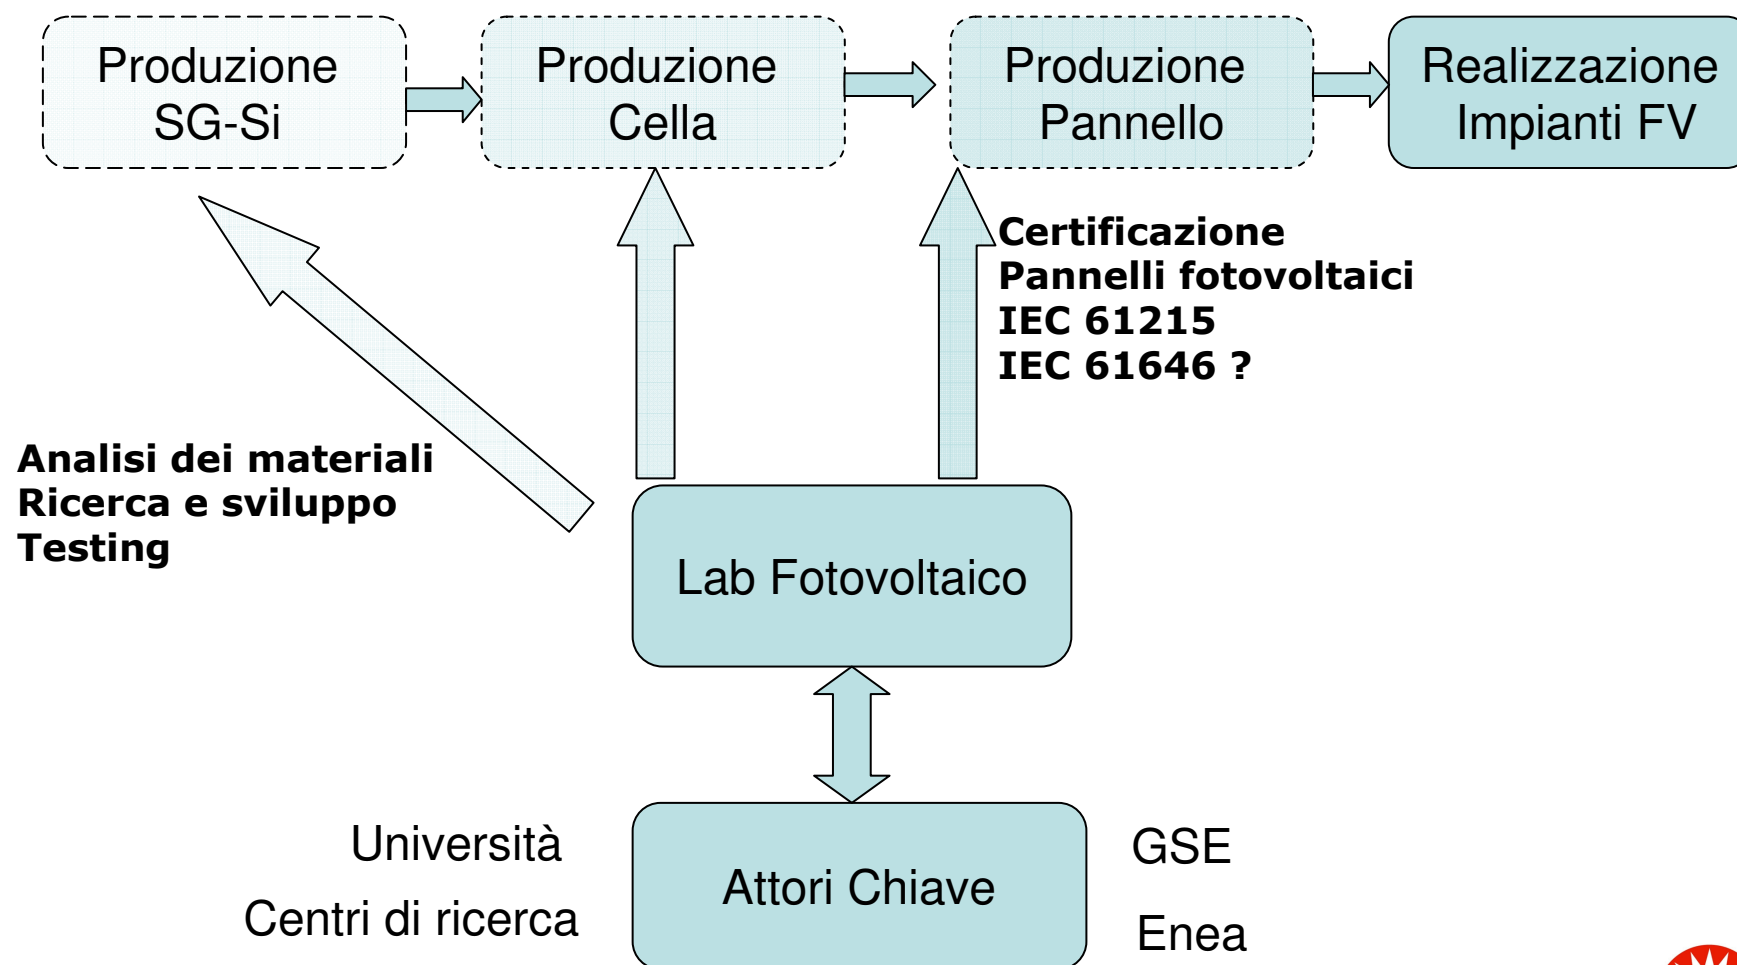 Produzione
SG-Si
Produzione
Cella
Produzione
Pannello
Realizzazione
Impianti FV
Certificazione
Pannelli fotovoltaici
IEC 61215
IEC 61646 ?
Analisi dei materiali
Ricerca e sviluppo
Testing
Lab Fotovoltaico
Università
Centri di ricerca
Attori Chiave
GSE
Enea